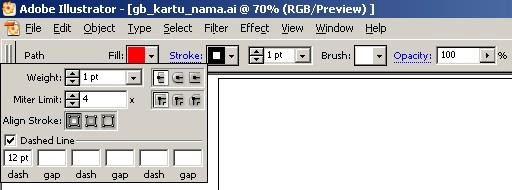 Adobe Illustrator - [gb_kartu_nama.ai @ 70% (RGB/Preview) ]
File Edit Object Type Select Filter Effect View Window Help
Path Fill: Stroke: 1 pt Brush: Opacity: 100 %
Weight: 1 pt
Miter Limit: 4 x
Align Stroke:
Dashed Line
12 pt
dash gap dash gap dash gap